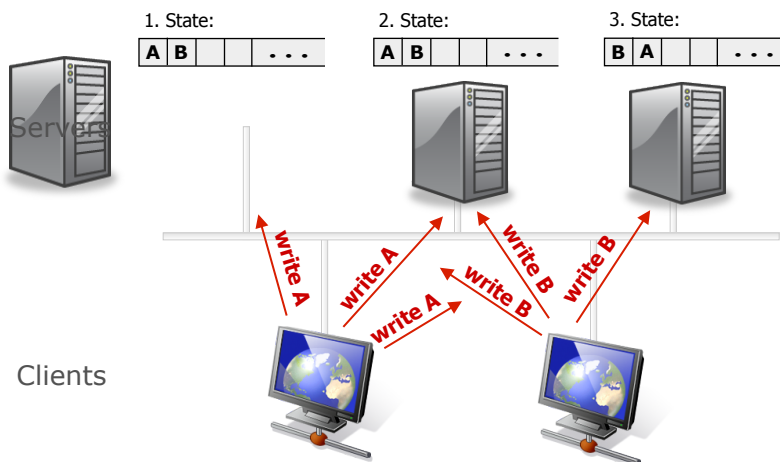 1. State: 2. State: 3. State:
A B ... A B ... B A ...
Servers
write A write A write B write B
write A write B
Clients